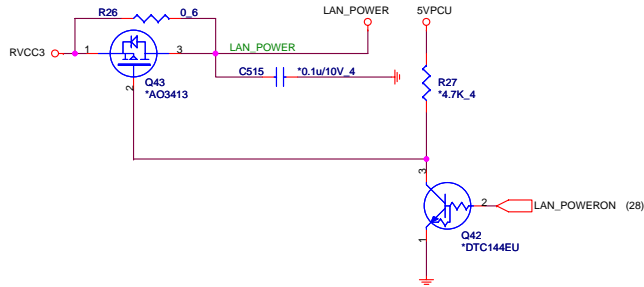 R26 0_6
LAN_POWER
5VPCU
RVCC3
1
3
LAN_POWER
C515
*0.1u/10V_4
R27
*4.7K_4
Q43
*AO3413
2
3
2
LAN_POWERON (28)
1
Q42
*DTC144EU